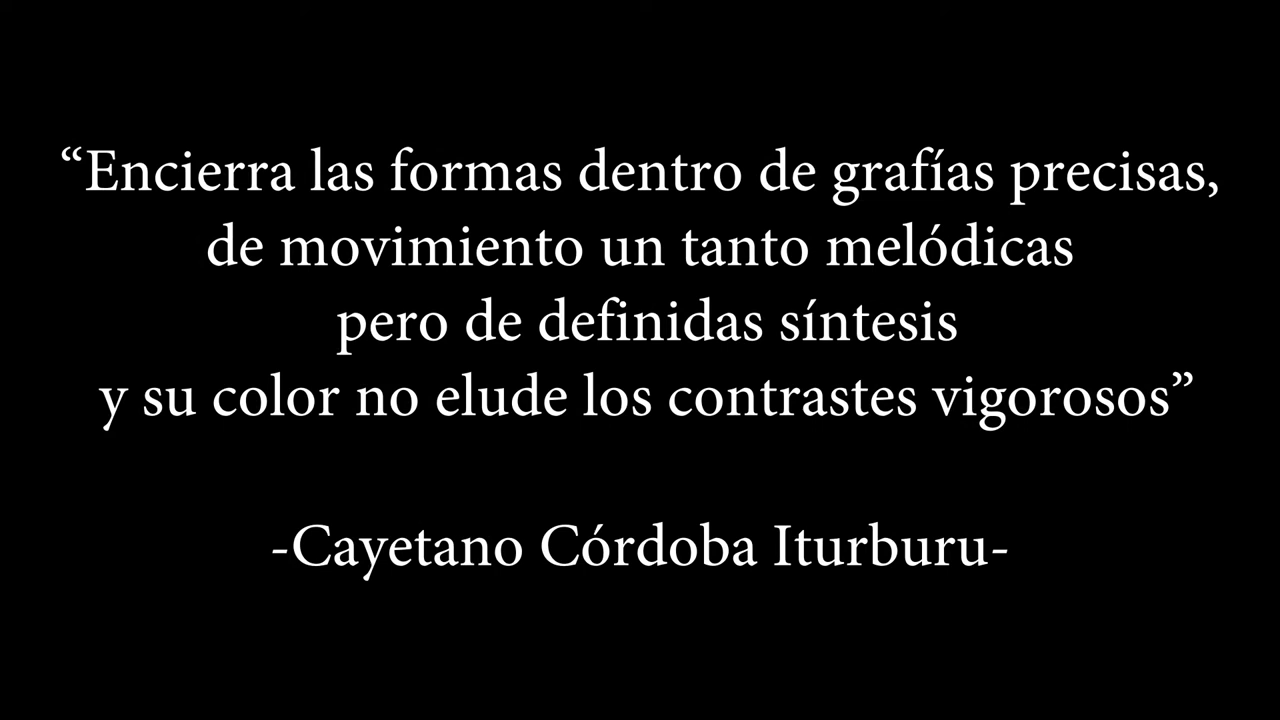 “Encierra las formas dentro de grafías precisas,
de movimiento un tanto melódicas
pero de definidas síntesis
y su color no elude los contrastes vigorosos”
-Cayetano Córdoba Iturburu-